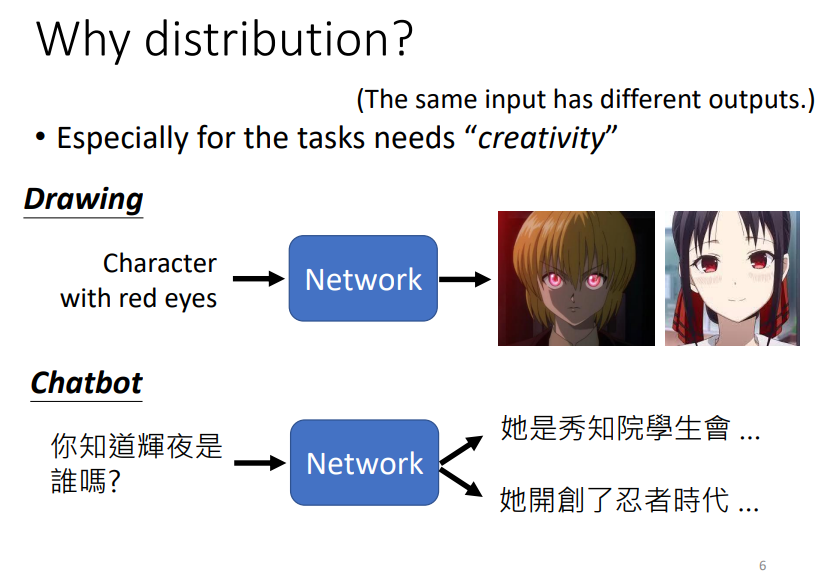 Why distribution?
(The same input has different outputs.)
• Especially for the tasks needs “creativity”
Drawing
Character
with red eyes
Network
Chatbot
你知道輝夜是
誰嗎?
Network
她是秀知院學生會 …
她開創了忍者時代 …
6